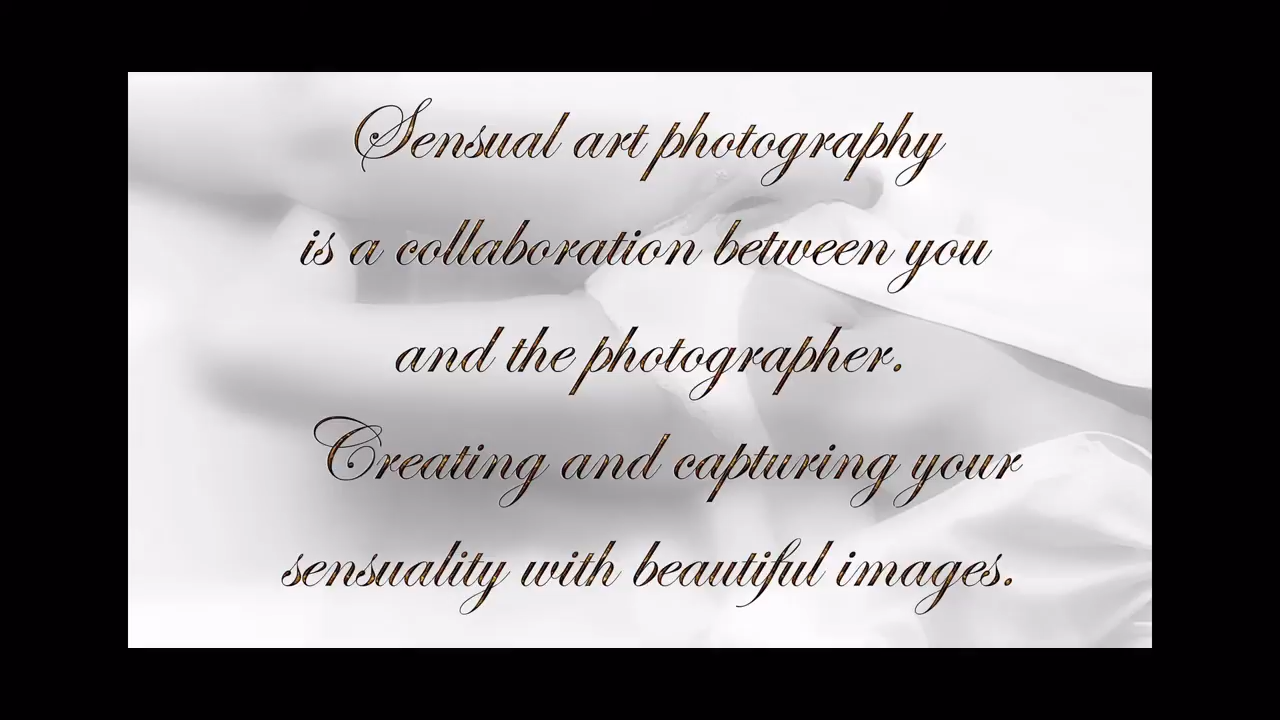 Sensual art photography
is a collaboration between you
and the photographer.
Creating and capturing your
sensuality with beautiful images.